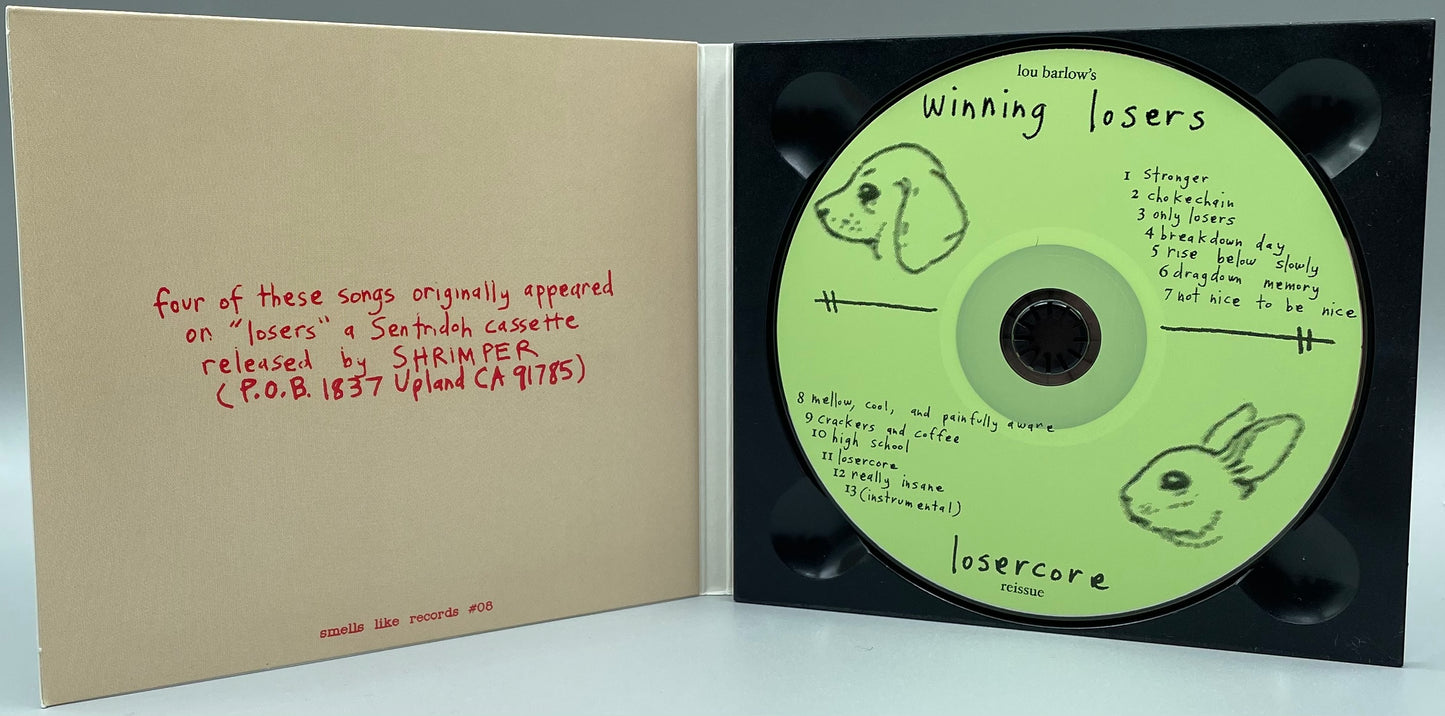 four of these songs originally appeared
on "losers" a Sentridoh cassette
released by SHRIMPER
(P.O.B. 1837 Upland CA 91785)
smells like records #08
lou barlow's
winning losers
1 stronger
2 chokechain
3 only losers
4 breakdown day
5 rise below slowly
6 dragdown memory
7 not nice to be nice
8 mellow, cool, and painfully aware
9 crackers and coffee
10 high school
11 losercore
12 really insane
13 (instrumental)
losercore
reissue